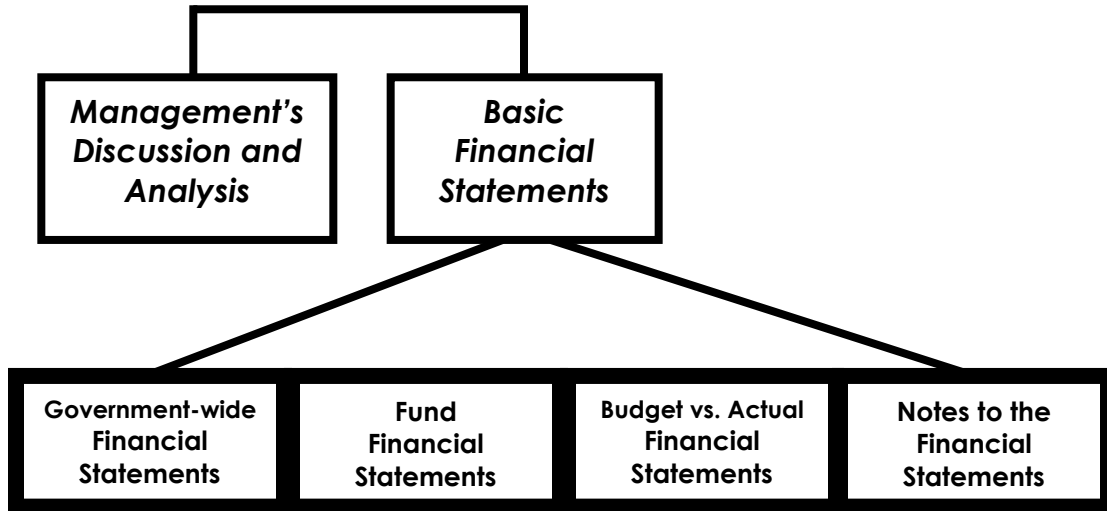 Management’s
Discussion and
Analysis
Basic
Financial
Statements
Government-wide
Financial
Statements
Fund
Financial
Statements
Budget vs. Actual
Financial
Statements
Notes to the
Financial
Statements